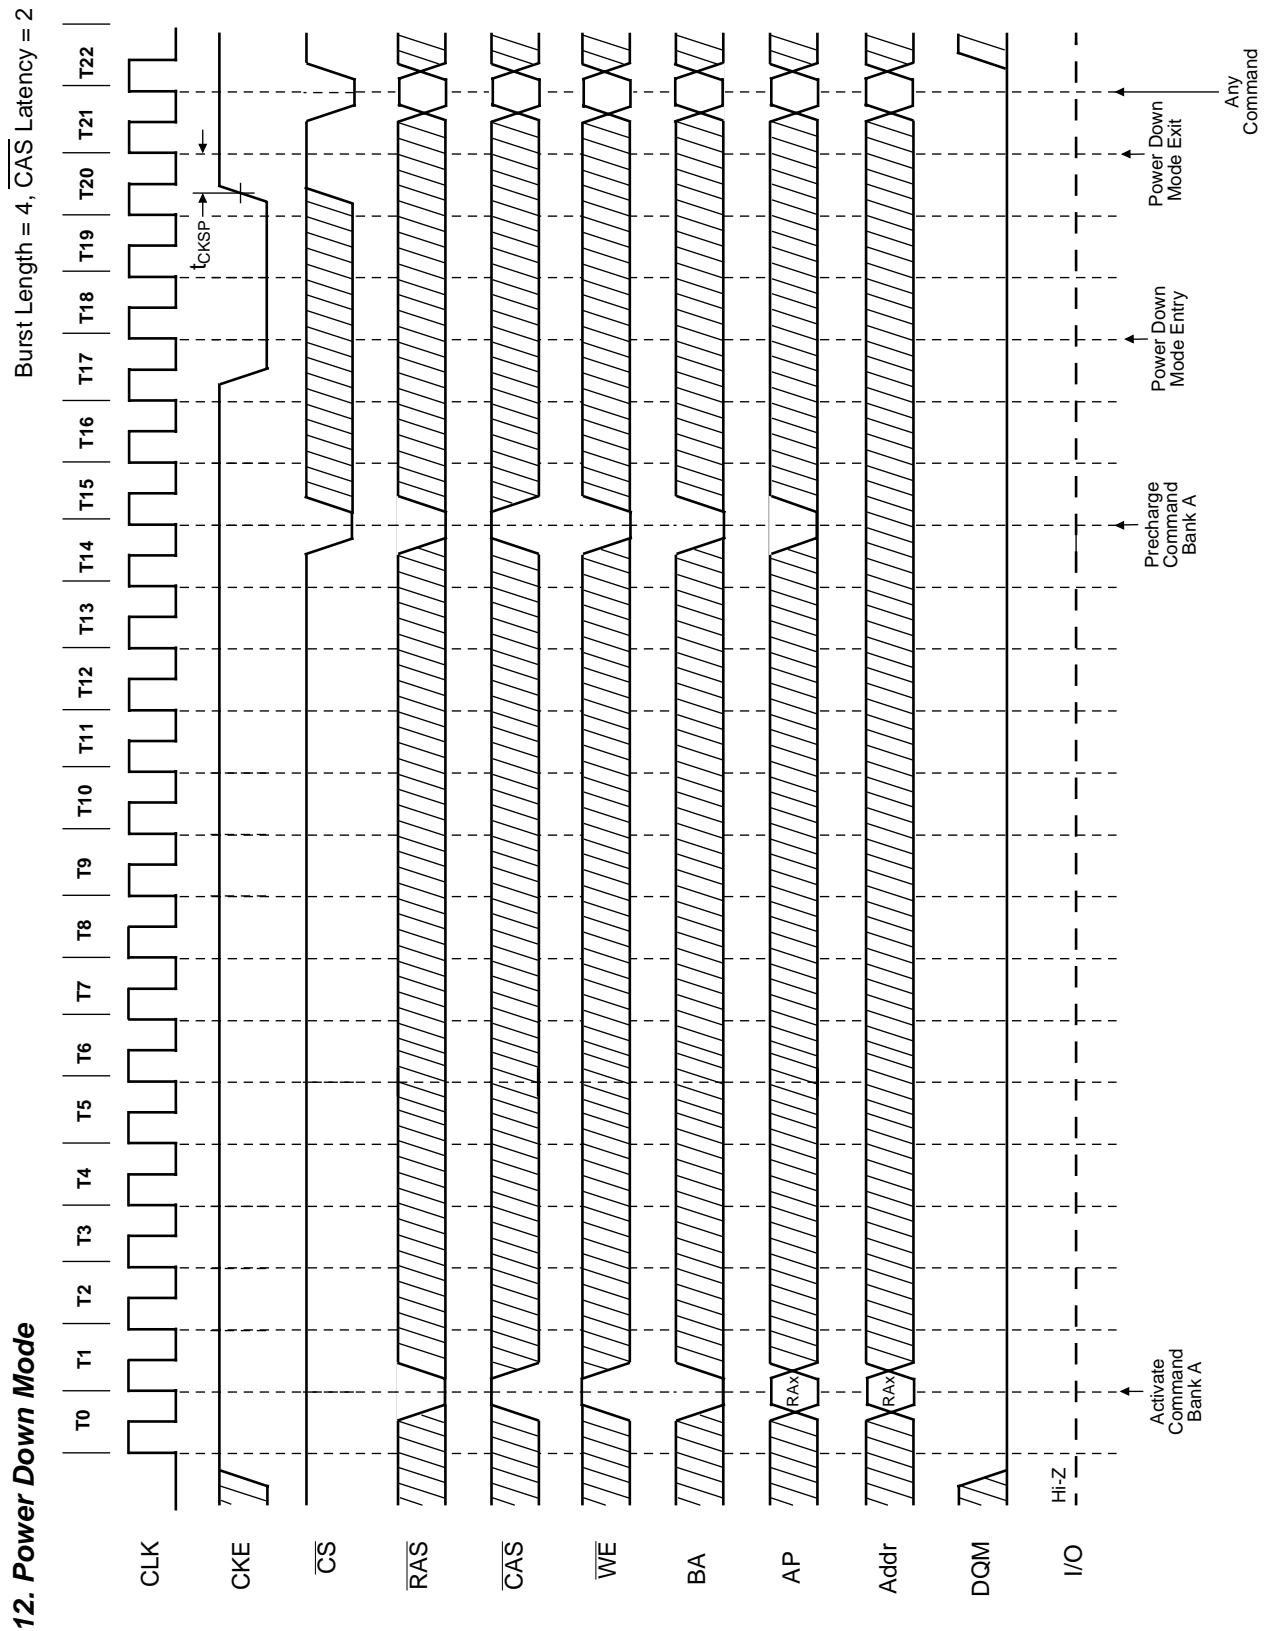 12. Power Down Mode
Burst Length = 4, CAS Latency = 2
T0 T1 T2 T3 T4 T5 T6 T7 T8 T9 T10 T11 T12 T13 T14 T15 T16 T17 T18 T19 T20 T21 T22
CLK
tCKSP
CKE
CS
RAS
CAS
WE
BA
AP
RAx
Addr
RAx
DQM
Hi-Z
I/O
Activate
Command
Bank A
Precharge
Command
Bank A
Power Down
Mode Entry
Power Down
Mode Exit
Any
Command